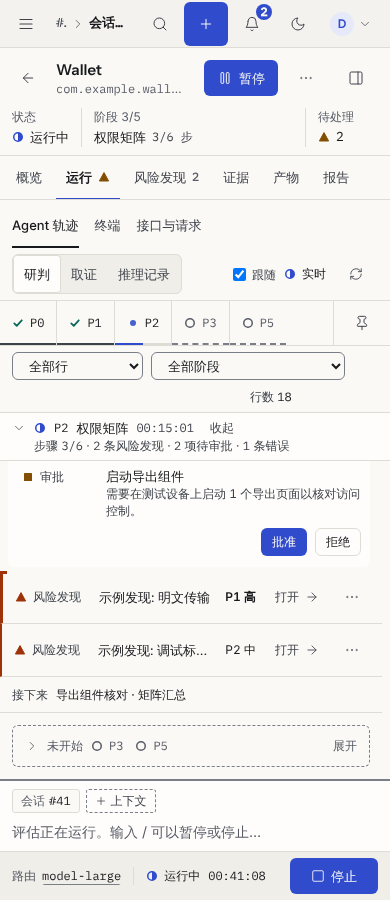 #. 会话...
2
D
Wallet
com.example.wall...
暂停
状态 阶段 3/5 待处理
运行中 权限矩阵 3/6 步 2
概览 运行 风险发现 2 证据 产物 报告
Agent 轨迹 终端 接口与请求
研判 取证 推理记录 跟随 实时
P0 P1 P2 P3 P5
全部行 全部阶段
行数 18
P2 权限矩阵 00:15:01 收起
步骤 3/6 · 2 条风险发现 · 2 项待审批 · 1 条错误
审批 启动导出组件
需要在测试设备上启动 1 个导出页面以核对访问
控制。
批准 拒绝
风险发现 示例发现: 明文传输 P1 高 打开
风险发现 示例发现: 调试标... P2 中 打开
接下来 导出组件核对 · 矩阵汇总
未开始 P3 P5 展开
会话 #41 上下文
评估正在运行。输入 / 可以暂停或停止...
路由 model-large 运行中 00:41:08 停止